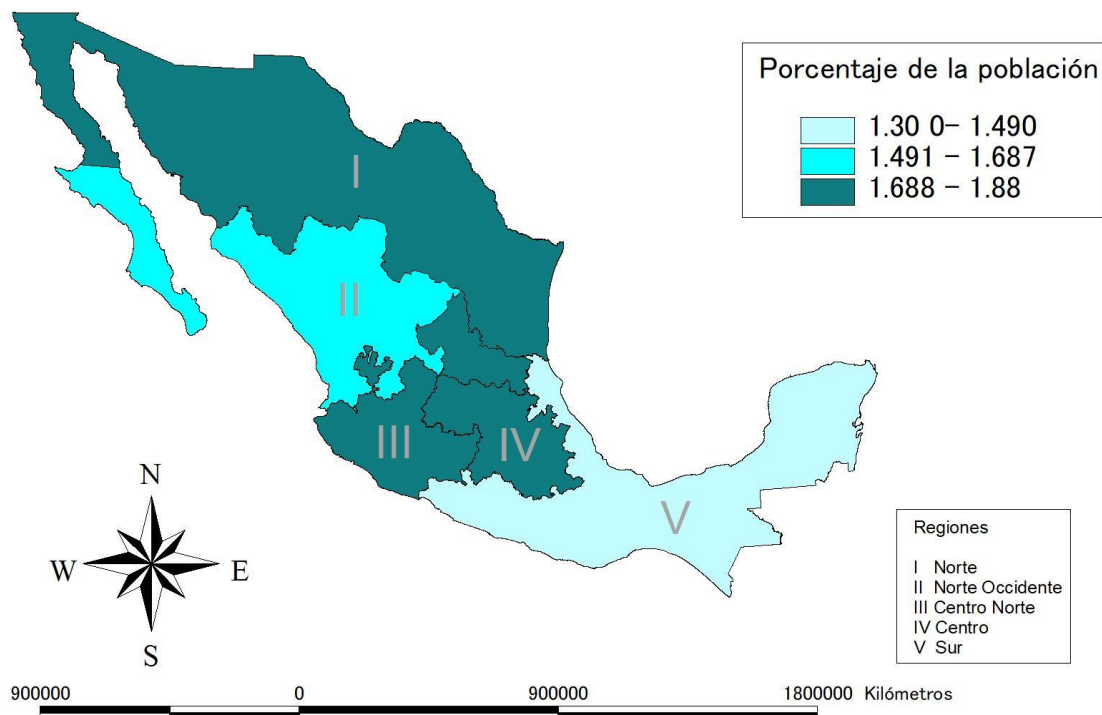 Porcentaje de la población
1.30 0– 1.490
1.491 – 1.687
1.688 – 1.88
I
II
III
IV
V
N
W
E
S
Regiones
I Norte
II Norte Occidente
III Centro Norte
IV Centro
V Sur
900000 0 900000 1800000 Kilómetros